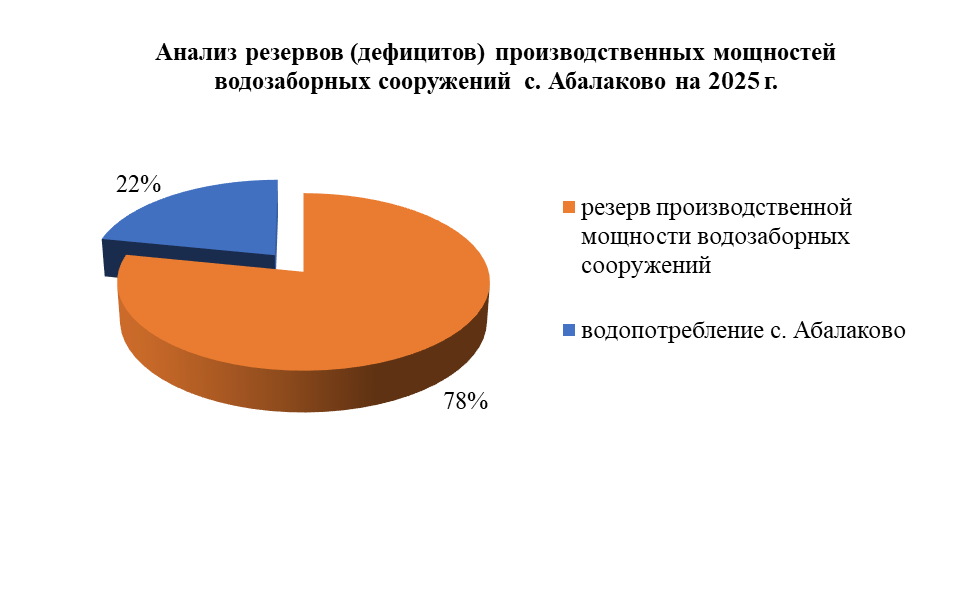 Анализ резервов (дефицитов) производственных мощностей
водозаборных сооружений с. Абалаково на 2025 г.
22%
резерв производственной
мощности водозаборных
сооружений
водопотребление с. Абалаково
78%